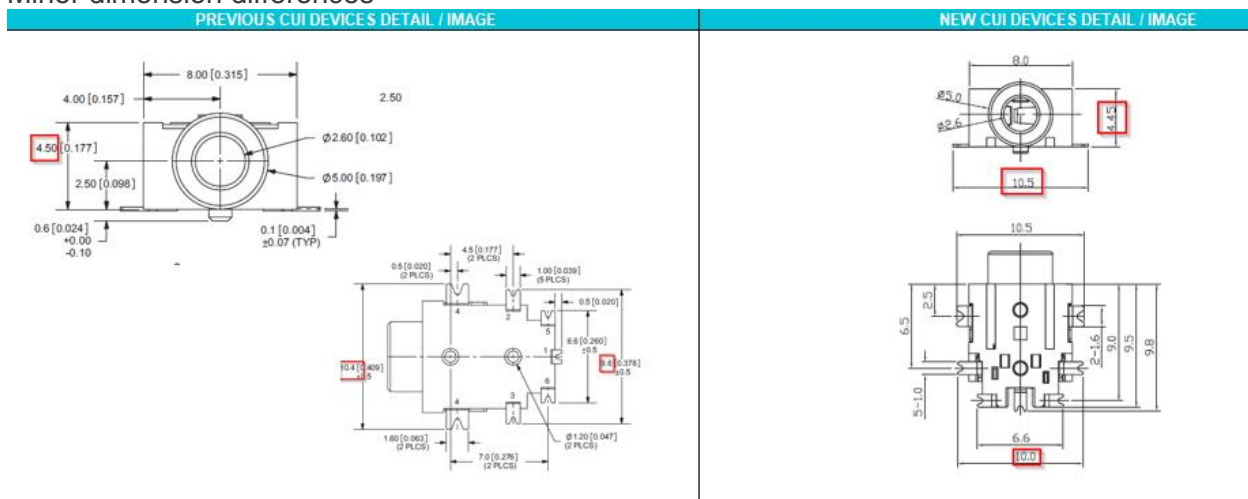 Minor dimension differences
PREVIOUS CUI DEVICES DETAIL / IMAGE
NEW CUI DEVICES DETAIL / IMAGE
8.00 [0.315]
4.00 [0.157]
2.50
4.50 [0.177]
Ø2.60 [0.102]
2.50 [0.098]
Ø5.00 [0.197]
0.6 [0.024]
+0.00
-0.10
0.1 [0.004]
±0.07 (TYP)
4.5 [0.177]
(2 PLCS)
0.5 [0.020]
(2 PLCS)
1.00 [0.039]
(5 PLCS)
0.5 [0.020]
4
2
5
6.6 [0.260]
±0.5
1
10.4 [0.409]
±0.5
9.6 [0.378]
±0.5
6
4
3
1.60 [0.063]
(2 PLCS)
Ø1.20 [0.047]
(2 PLCS)
7.0 [0.276]
(2 PLCS)
8.0
Ø5.0
Ø2.6
4.45
10.5
10.5
2.5
6.5
2-1.6
9.0
9.5
9.8
5-1.0
6.6
10.0